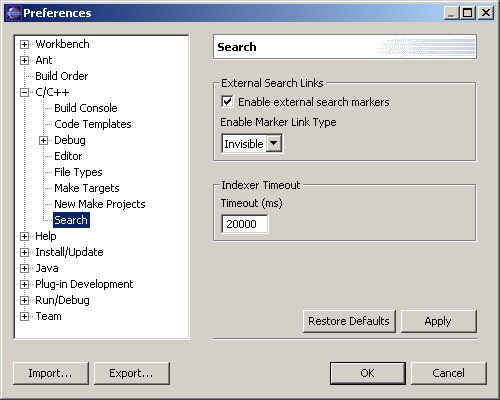 Preferences
Workbench
Ant
Build Order
C/C++
Build Console
Code Templates
Debug
Editor
File Types
Make Targets
New Make Projects
Search
Help
Install/Update
Java
Plug-in Development
Run/Debug
Team
Search
External Search Links
Enable external search markers
Enable Marker Link Type
Invisible
Indexer Timeout
Timeout (ms)
20000
Restore Defaults Apply
Import... Export... OK Cancel